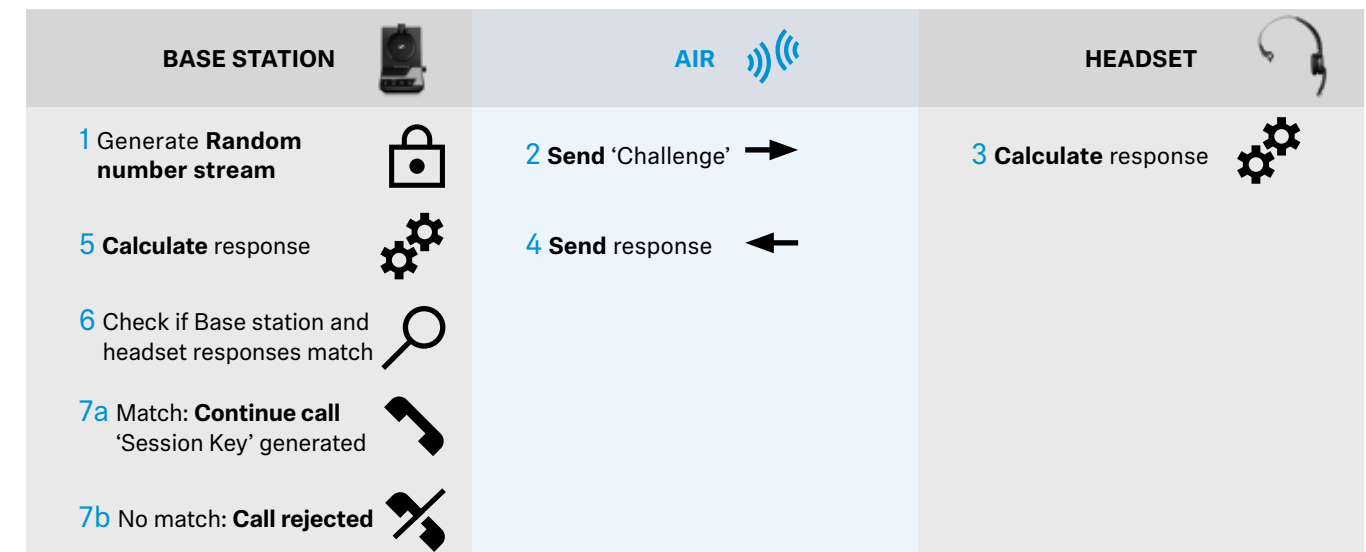 BASE STATION
AIR
HEADSET
1 Generate Random
number stream
2 Send ‘Challenge’
3 Calculate response
5 Calculate response
4 Send response
6 Check if Base station and
headset responses match
7a Match: Continue call
‘Session Key’ generated
7b No match: Call rejected